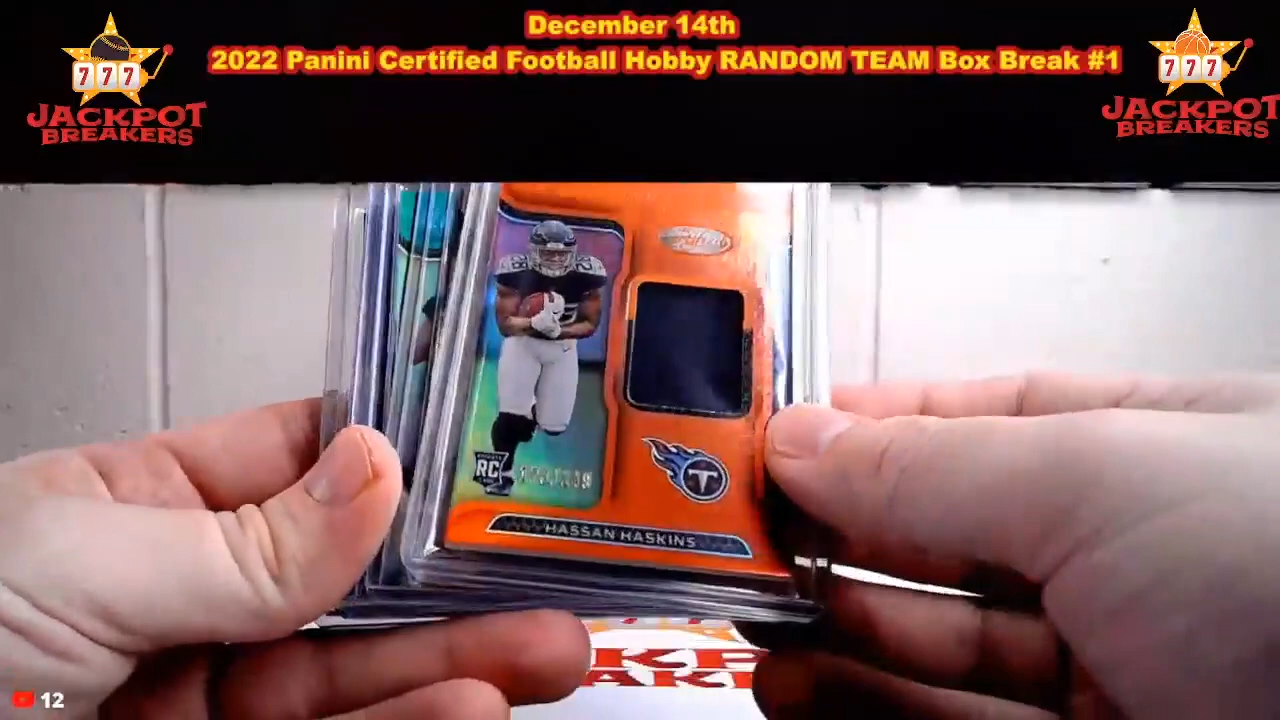 December 14th
2022 Panini Certified Football Hobby RANDOM TEAM Box Break #1
777
JACKPOT
BREAKERS
777
JACKPOT
BREAKERS
RC
T
HASSAN HASKINS
12